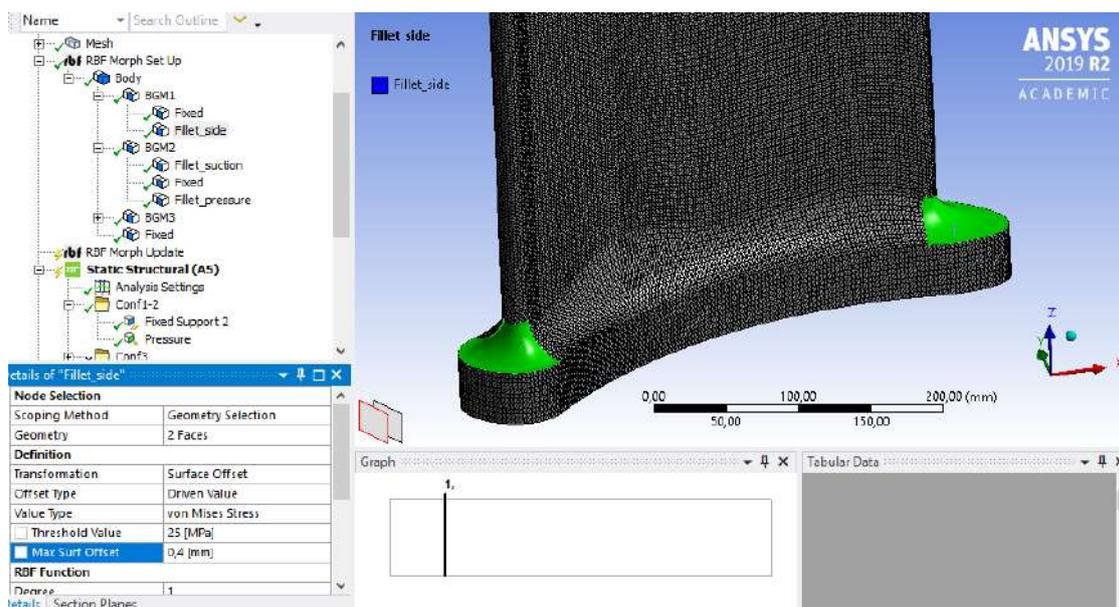 Name
Search Outline
Mesh
rbf RBF Morph Set Up
Body
BGM1
Fixed
Fillet_side
BGM2
Fillet_suction
Fixed
Fillet_pressure
BGM3
Fixed
rbf RBF Morph Update
Static Structural (A5)
Analysis Settings
Conf1-2
Fixed Support 2
Pressure
Conf3
etails of "Fillet_side"
Node Selection
Scoping Method Geometry Selection
Geometry 2 Faces
Definition
Transformation Surface Offset
Offset Type Driven Value
Value Type von Mises Stress
Threshold Value 25 [MPa]
Max Surf Offset 0,4 [mm]
RBF Function
Degree 1
Details Section Planes
Fillet side
Fillet_side
ANSYS
2019 R2
ACADEMIC
Z
Y
X
0,00 100,00 200,00 (mm)
50,00 150,00
Graph
1,
Tabular Data